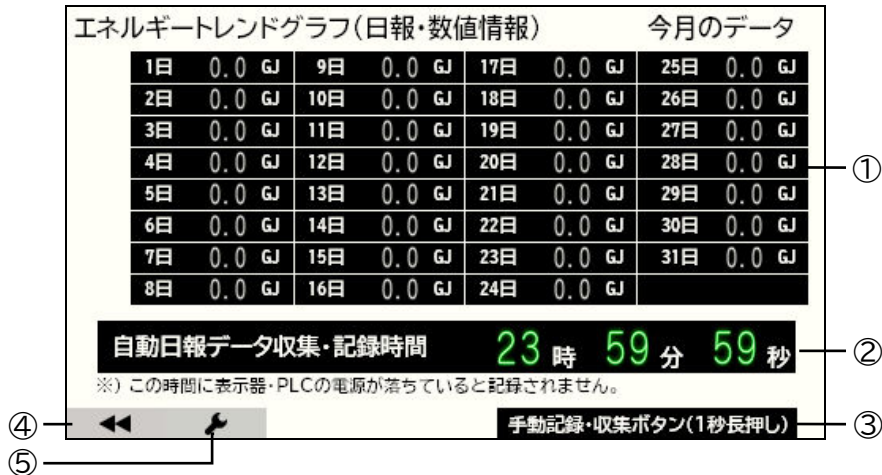 エネルギートレンドグラフ(日報・数値情報) 今月のデータ
1日 0.0 GJ 9日 0.0 GJ 17日 0.0 GJ 25日 0.0 GJ
2日 0.0 GJ 10日 0.0 GJ 18日 0.0 GJ 26日 0.0 GJ
3日 0.0 GJ 11日 0.0 GJ 19日 0.0 GJ 27日 0.0 GJ
4日 0.0 GJ 12日 0.0 GJ 20日 0.0 GJ 28日 0.0 GJ
①
5日 0.0 GJ 13日 0.0 GJ 21日 0.0 GJ 29日 0.0 GJ
6日 0.0 GJ 14日 0.0 GJ 22日 0.0 GJ 30日 0.0 GJ
7日 0.0 GJ 15日 0.0 GJ 23日 0.0 GJ 31日 0.0 GJ
8日 0.0 GJ 16日 0.0 GJ 24日 0.0 GJ
自動日報データ収集・記録時間 23 時 59 分 59 秒
②
※) この時間に表示器・PLCの電源が落ちていると記録されません。
④
手動記録・収集ボタン(1秒長押し)
③
⑤